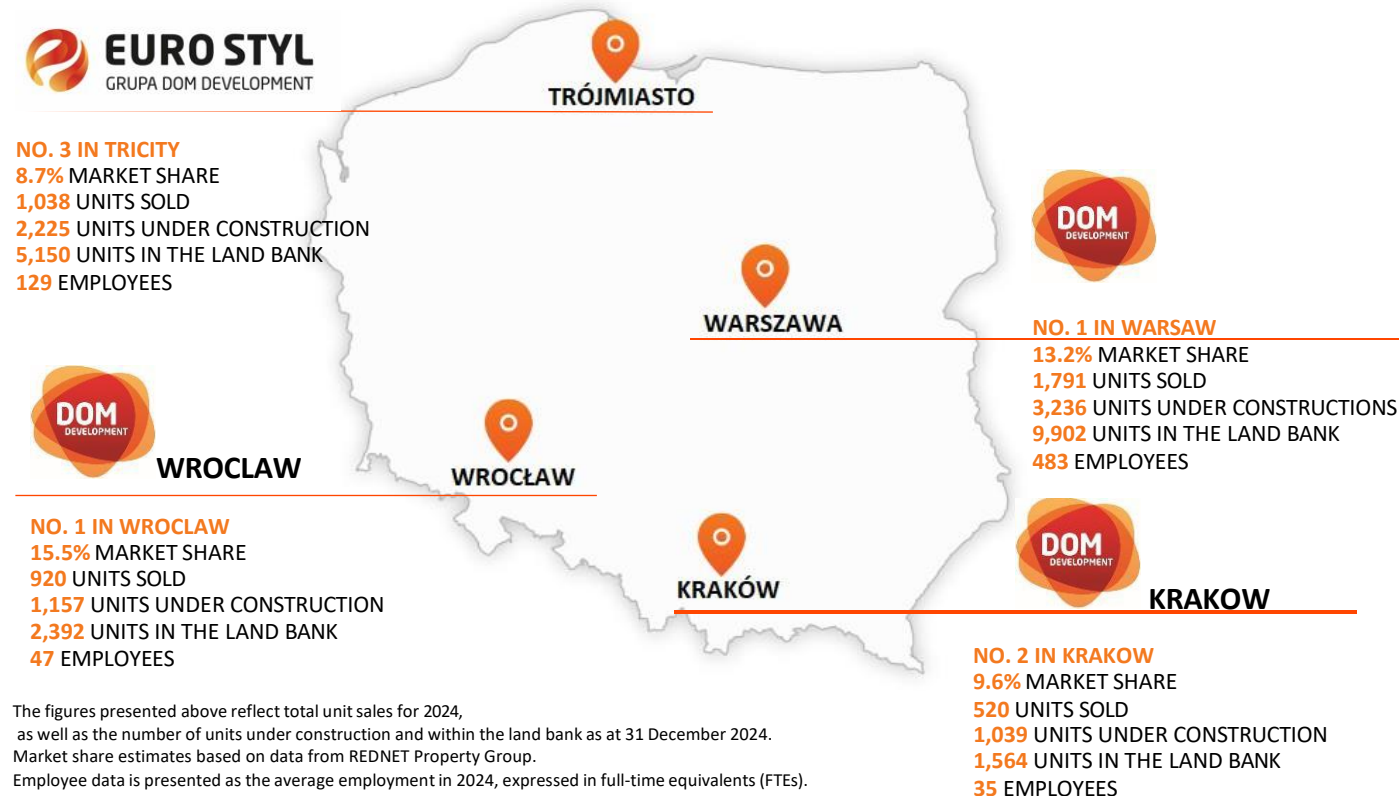 EURO STYL
GRUPA DOM DEVELOPMENT
TRÓJMIASTO
NO. 3 IN TRICITY
8.7% MARKET SHARE
1,038 UNITS SOLD
2,225 UNITS UNDER CONSTRUCTION
5,150 UNITS IN THE LAND BANK
129 EMPLOYEES
DOM
DEVELOPMENT
WARSZAWA
NO. 1 IN WARSAW
13.2% MARKET SHARE
1,791 UNITS SOLD
3,236 UNITS UNDER CONSTRUCTIONS
9,902 UNITS IN THE LAND BANK
483 EMPLOYEES
DOM
DEVELOPMENT
WROCLAW
WROCŁAW
NO. 1 IN WROCLAW
15.5% MARKET SHARE
920 UNITS SOLD
1,157 UNITS UNDER CONSTRUCTION
2,392 UNITS IN THE LAND BANK
47 EMPLOYEES
KRAKÓW
DOM
DEVELOPMENT
KRAKOW
NO. 2 IN KRAKOW
9.6% MARKET SHARE
520 UNITS SOLD
1,039 UNITS UNDER CONSTRUCTION
1,564 UNITS IN THE LAND BANK
35 EMPLOYEES
The figures presented above reflect total unit sales for 2024,
as well as the number of units under construction and within the land bank as at 31 December 2024.
Market share estimates based on data from REDNET Property Group.
Employee data is presented as the average employment in 2024, expressed in full-time equivalents (FTEs).